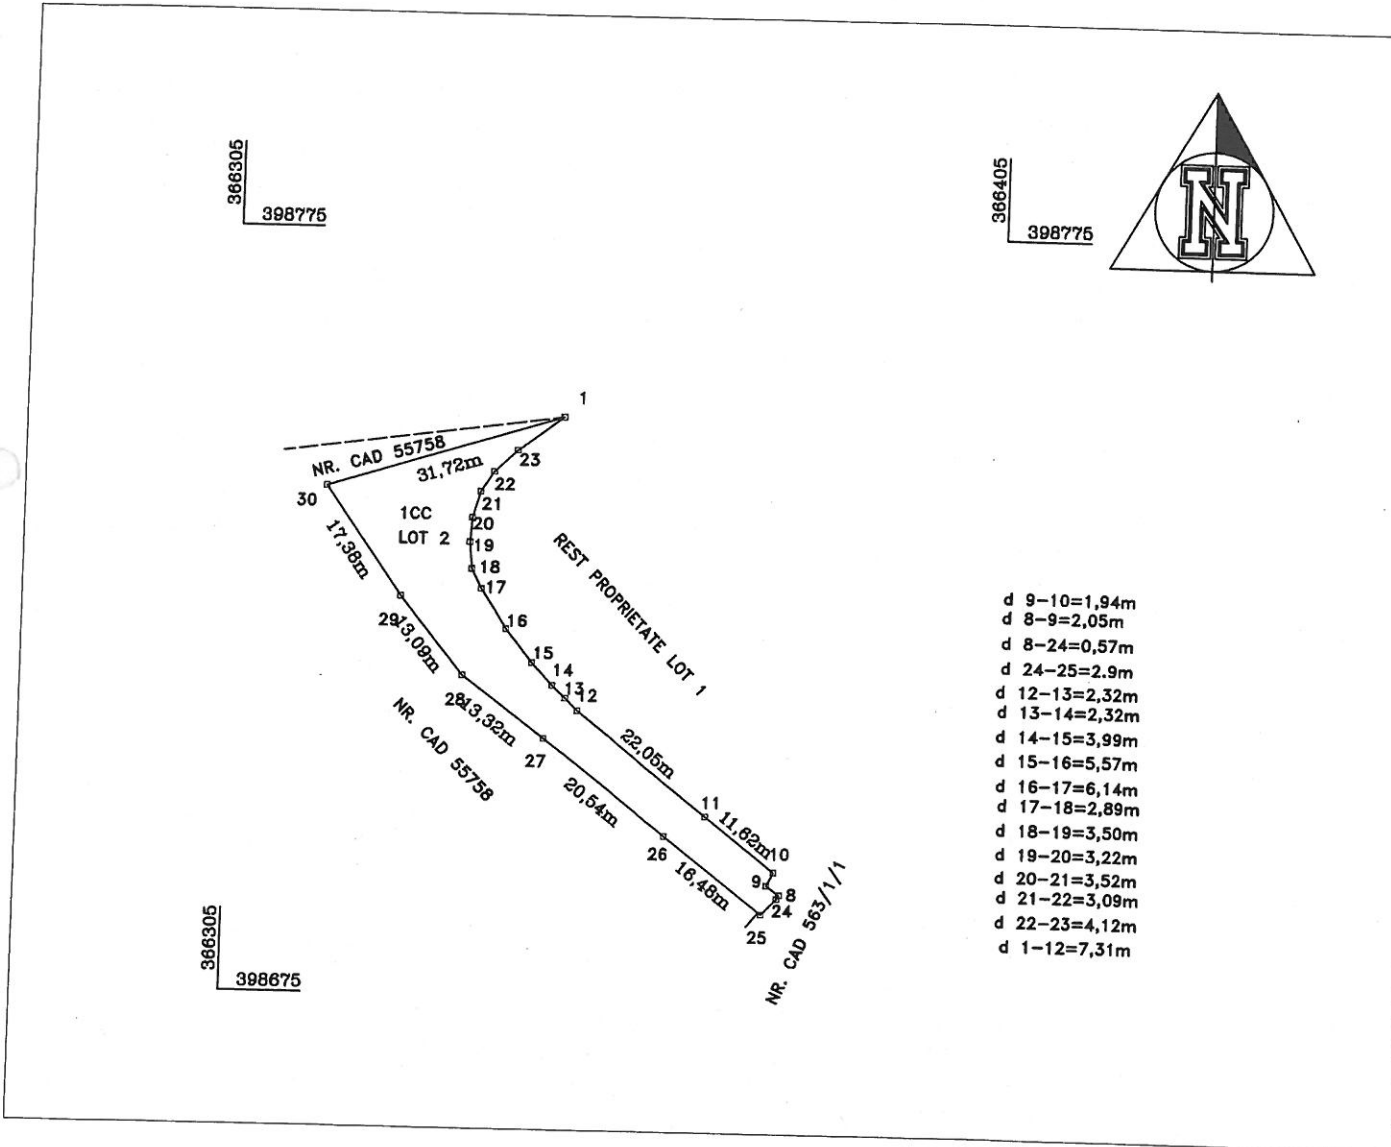 366305
398775
366405
398775
N
1
NR. CAD 55758
31,72m
23
22
30
21
20
1CC
LOT 2
19
18
17
17,38m
REST PROPRIETATE LOT 1
16
29
13,09m
15
14
13
12
28
13,32m
NR. CAD 55758
27
22,05m
20,54m
11
11,62m
26
10
9
8
16,48m
24
25
NR. CAD 563/1/1
366305
398675
d 9-10=1,94m
d 8-9=2,05m
d 8-24=0,57m
d 24-25=2.9m
d 12-13=2,32m
d 13-14=2,32m
d 14-15=3,99m
d 15-16=5,57m
d 16-17=6,14m
d 17-18=2,89m
d 18-19=3,50m
d 19-20=3,22m
d 20-21=3,52m
d 21-22=3,09m
d 22-23=4,12m
d 1-12=7,31m